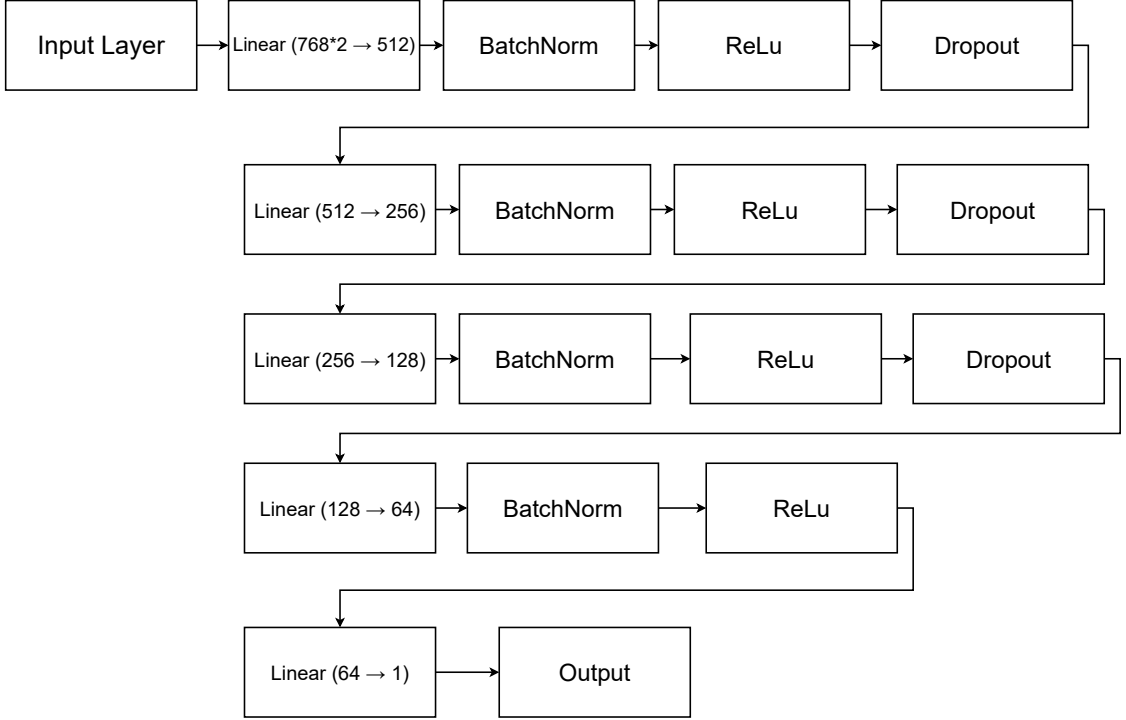 Input Layer
Linear (768*2 → 512)
BatchNorm
ReLu
Dropout
Linear (512 → 256)
BatchNorm
ReLu
Dropout
Linear (256 → 128)
BatchNorm
ReLu
Dropout
Linear (128 → 64)
BatchNorm
ReLu
Linear (64 → 1)
Output